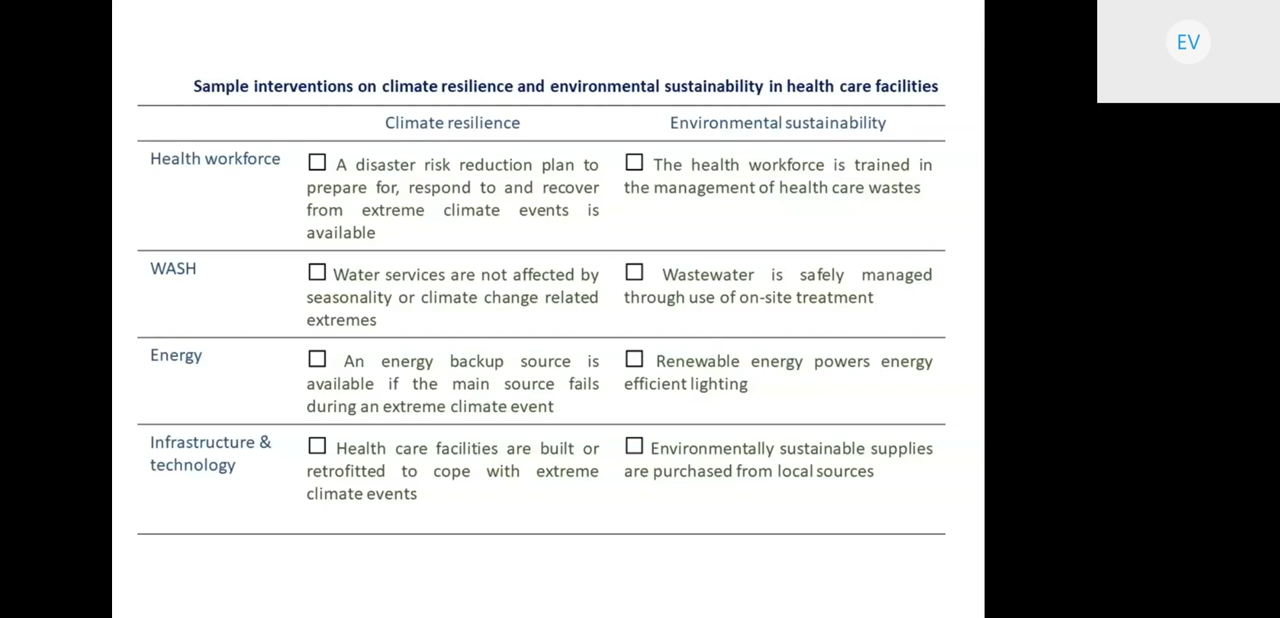 EV
Sample interventions on climate resilience and environmental sustainability in health care facilities
Climate resilience Environmental sustainability
Health workforce
A disaster risk reduction plan to
prepare for, respond to and recover
from extreme climate events is
available
The health workforce is trained in
the management of health care wastes
WASH
Water services are not affected by
seasonality or climate change related
extremes
Wastewater is safely managed
through use of on-site treatment
Energy
An energy backup source is
available if the main source fails
during an extreme climate event
Renewable energy powers energy
efficient lighting
Infrastructure &
technology
Health care facilities are built or
retrofitted to cope with extreme
climate events
Environmentally sustainable supplies
are purchased from local sources